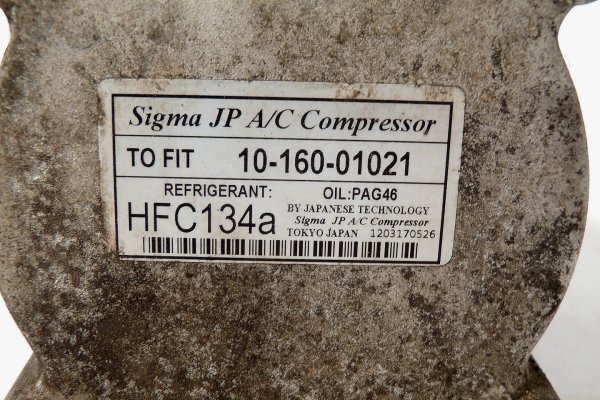 Sigma JP A/C Compressor
TO FIT 10-160-01021
REFRIGERANT: OIL:PAG46
HFC134a BY JAPANESE TECHNOLOGY
Sigma JP A/C Compressor
TOKYO JAPAN 1203170526